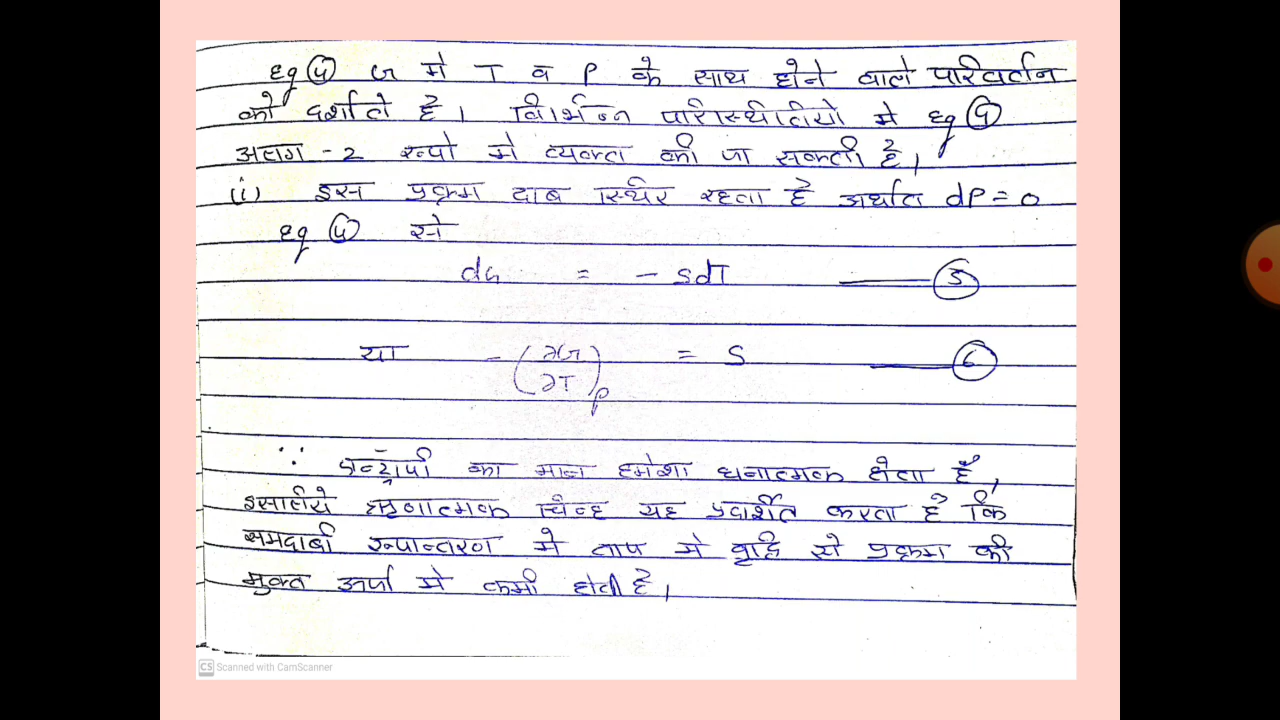 Eq ④ G मे T व P के साथ होने वाले परिवर्तन
को दर्शाते है। विभिन्न परिस्थितीयो मे Eq ④
अलग-2 रूपो मे व्यक्त की जा सकती है।
(i) इस प्रक्रम दाब स्थिर रहता है अर्थात dP = 0
Eq ④ से
dG = - SdT ⑤
या -(∂G/∂T)P = S ⑥
∵ एन्ट्रापी का मान हमेशा धनात्मक होता है,
इसलिये ऋणात्मक चिन्ह यह प्रदर्शित करता है कि
समदाबी रूपान्तरण मे ताप मे वृद्धि से प्रक्रम की
मुक्त ऊर्जा मे कमी होती है।
CS Scanned with CamScanner